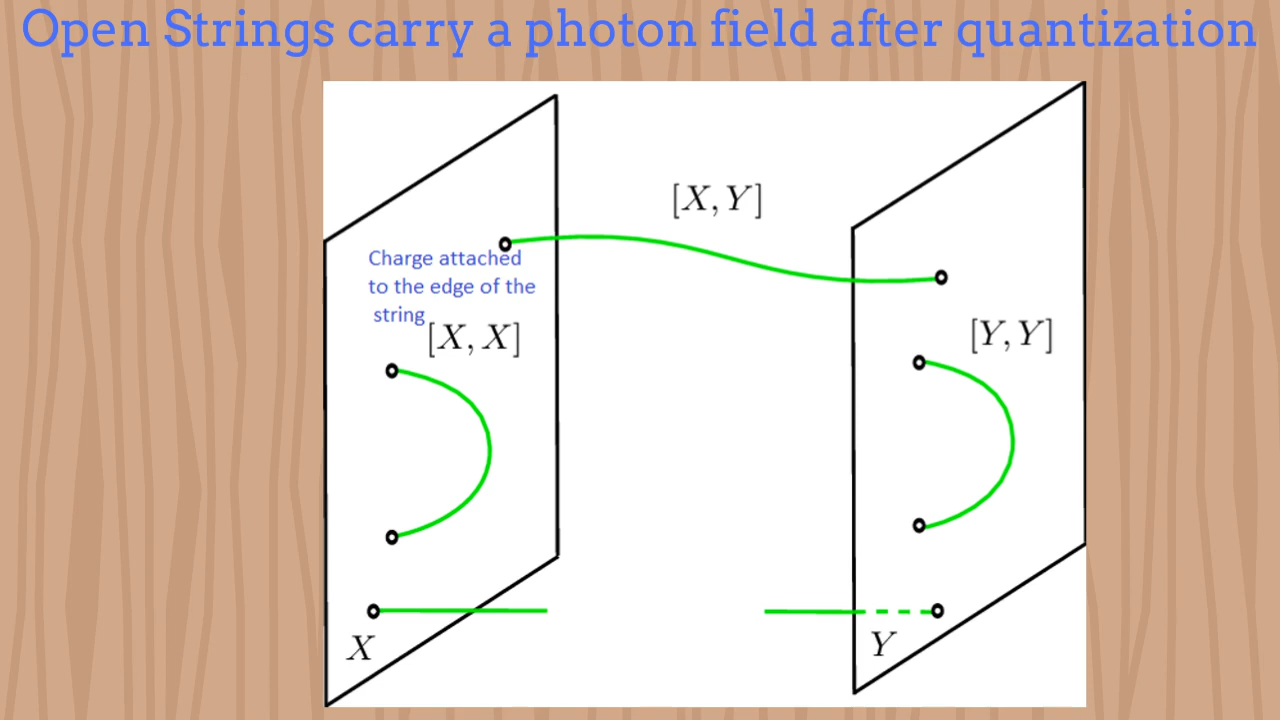 Open Strings carry a photon field after quantization
[X, Y]
Charge attached
to the edge of the
string
[X, X]
[Y, Y]
X
Y